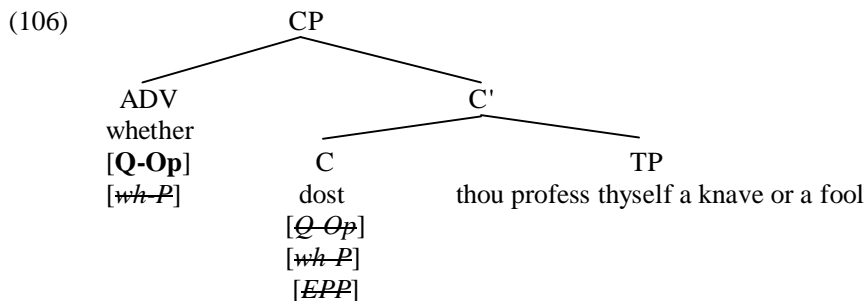 (106) CP
ADV C'
whether
[Q-Op] C TP
[wh-P] dost thou profess thyself a knave or a fool
[Q-Op]
[wh-P]
[EPP]